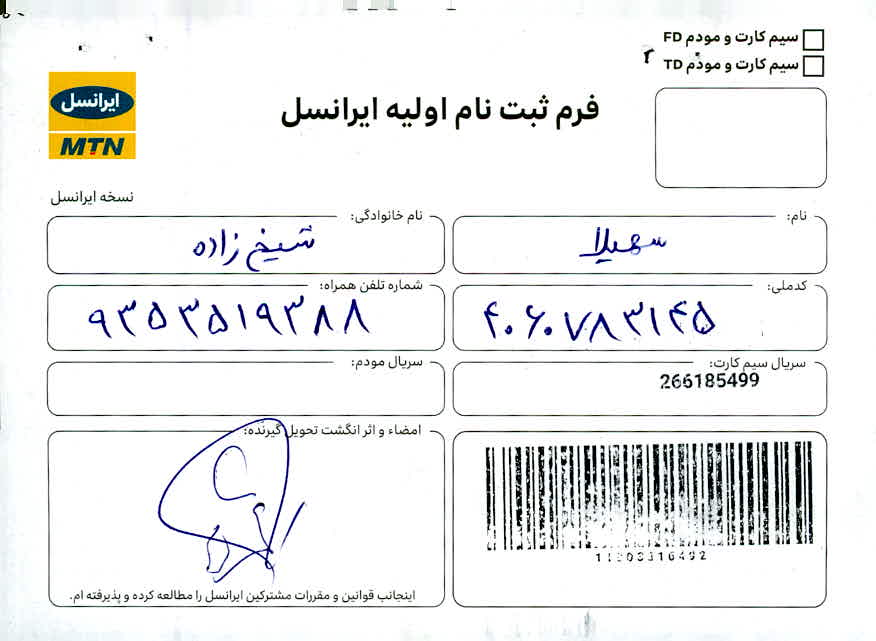 سیم کارت و مودم FD
سیم کارت و مودم TD
ایرانسل
MTN
فرم ثبت نام اولیه ایرانسل
نسخه ایرانسل
نام:
سهیلا
نام خانوادگی:
شیخ زاده
کدملی:
۴۰۶۰۷۸۳۱۴۵
شماره تلفن همراه:
۹۳۵۳۵۱۹۳۸۸
سریال سیم کارت:
266185499
سریال مودم:
امضاء و اثر انگشت تحویل گیرنده:
اینجانب قوانین و مقررات مشترکین ایرانسل را مطالعه کرده و پذیرفته ام.